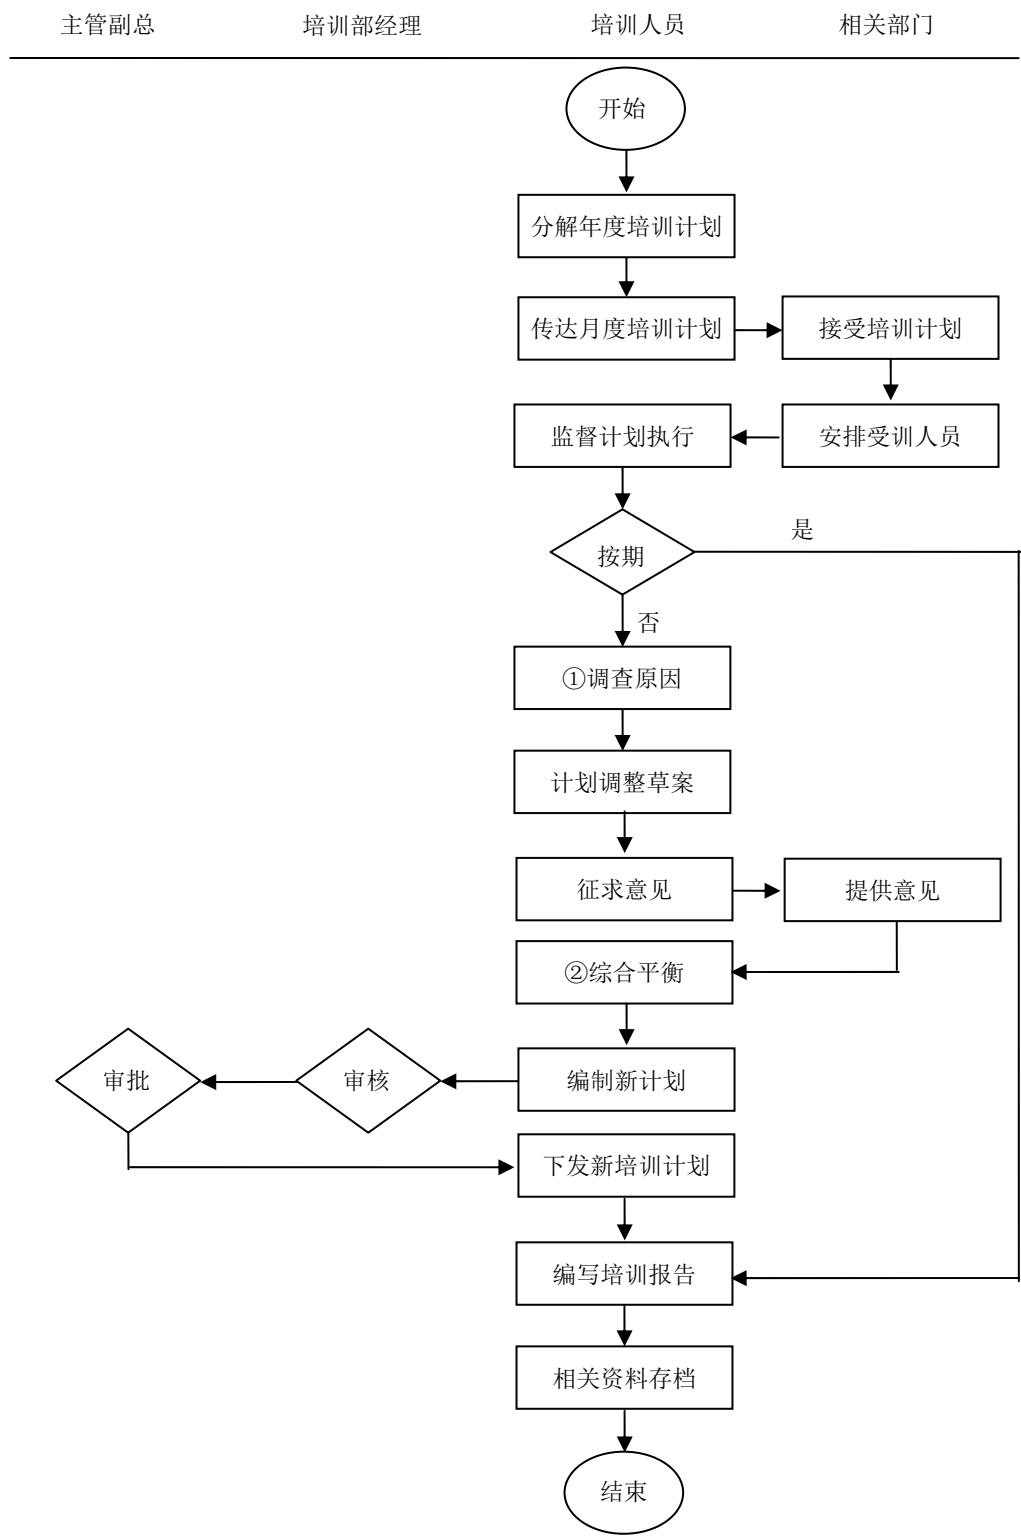 主管副总 培训部经理 培训人员 相关部门
开始
分解年度培训计划
传达月度培训计划 接受培训计划
监督计划执行 安排受训人员
是
按期
否
①调查原因
计划调整草案
征求意见 提供意见
②综合平衡
审批 审核 编制新计划
下发新培训计划
编写培训报告
相关资料存档
结束